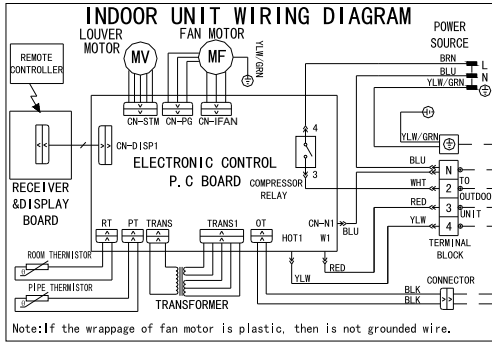 INDOOR UNIT WIRING DIAGRAM
LOUVER MOTOR
FAN MOTOR
YLW/GRN
POWER SOURCE
REMOTE CONTROLLER
MV
MF
BRN
L
BLU
N
YLW/GRN
CN-STM
CN-PG
CN-IFAN
CN-DISP1
4
YLW/GRN
ELECTRONIC CONTROL
P.C BOARD
3
COMPRESSOR RELAY
RECEIVER &DISPLAY BOARD
BLU
N
WHT
2
TO OUTDOO UNIT
RED
3
YLW
4
TERMINAL BLOCK
RT
PT
TRANS
TRANS1
OT
CN-N1
BLU
HOT1
W1
ROOM THERMISTOR
RED
YLW
PIPE THERMISTOR
TRANSFORMER
CONNECTOR
BLK
BLK
Note:If the wrappage of fan motor is plastic, then is not grounded wire.